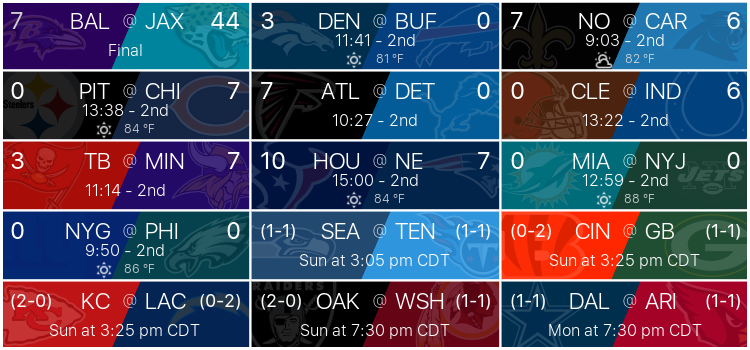 7 BAL @ JAX 44
Final
3 DEN @ BUF 0
11:41 - 2nd
81 °F
7 NO @ CAR 6
9:03 - 2nd
82 °F
0 PIT @ CHI 7
13:38 - 2nd
84 °F
Steelers
7 ATL @ DET 0
10:27 - 2nd
0 CLE @ IND 6
13:22 - 2nd
3 TB @ MIN 7
11:14 - 2nd
10 HOU @ NE 7
15:00 - 2nd
84 °F
0 MIA @ NYJ 0
12:59 - 2nd
88 °F
JETS
0 NYG @ PHI 0
9:50 - 2nd
86 °F
(1-1) SEA @ TEN (1-1)
Sun at 3:05 pm CDT
(0-2) CIN @ GB (1-1)
Sun at 3:25 pm CDT
G
(2-0) KC @ LAC (0-2)
Sun at 3:25 pm CDT
RAIDERS
(2-0) OAK @ WSH (1-1)
Sun at 7:30 pm CDT
(1-1) DAL @ ARI (1-1)
Mon at 7:30 pm CDT